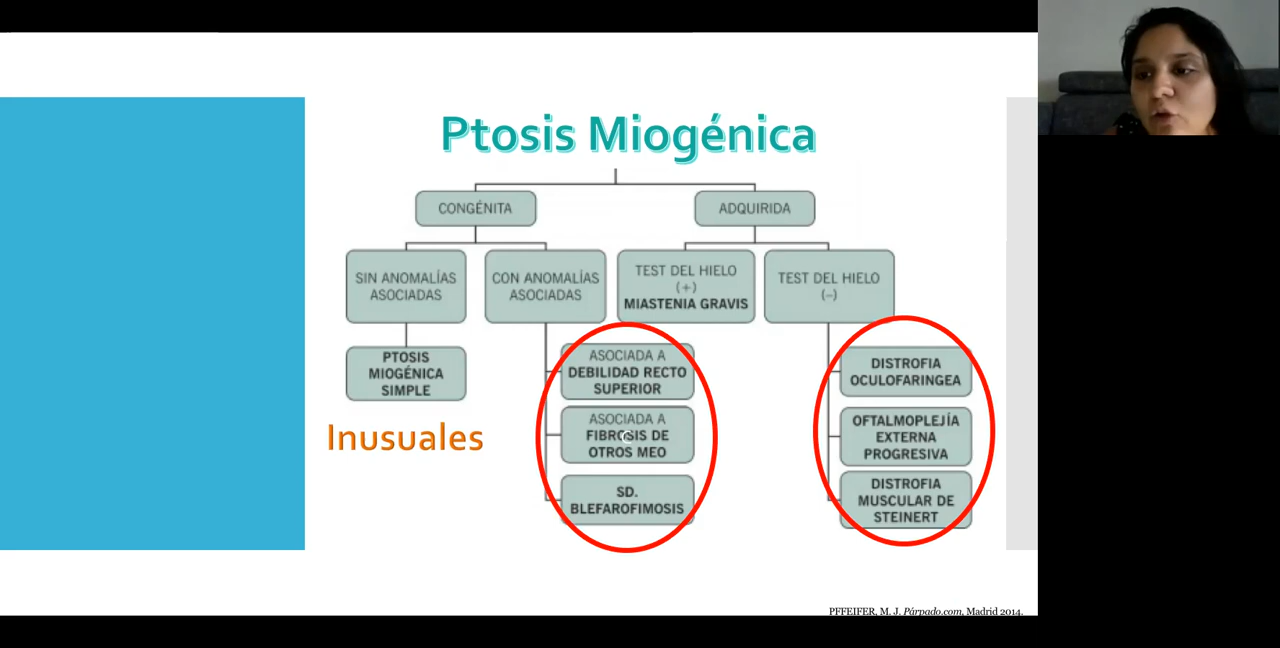 Ptosis Miogénica
CONGÉNITA
ADQUIRIDA
SIN ANOMALÍAS
ASOCIADAS
CON ANOMALÍAS
ASOCIADAS
TEST DEL HIELO
(+)
MIASTENIA GRAVIS
TEST DEL HIELO
(-)
PTOSIS
MIOGÉNICA
SIMPLE
ASOCIADA A
DEBILIDAD RECTO
SUPERIOR
ASOCIADA A
FIBROSIS DE
OTROS MEO
SD.
BLEFAROFIMOSIS
DISTROFIA
OCULOFARINGEA
OFTALMOPLEJÍA
EXTERNA
PROGRESIVA
DISTROFIA
MUSCULAR DE
STEINERT
Inusuales
PFFEIFER, M. J. Párpado.com, Madrid 2014.